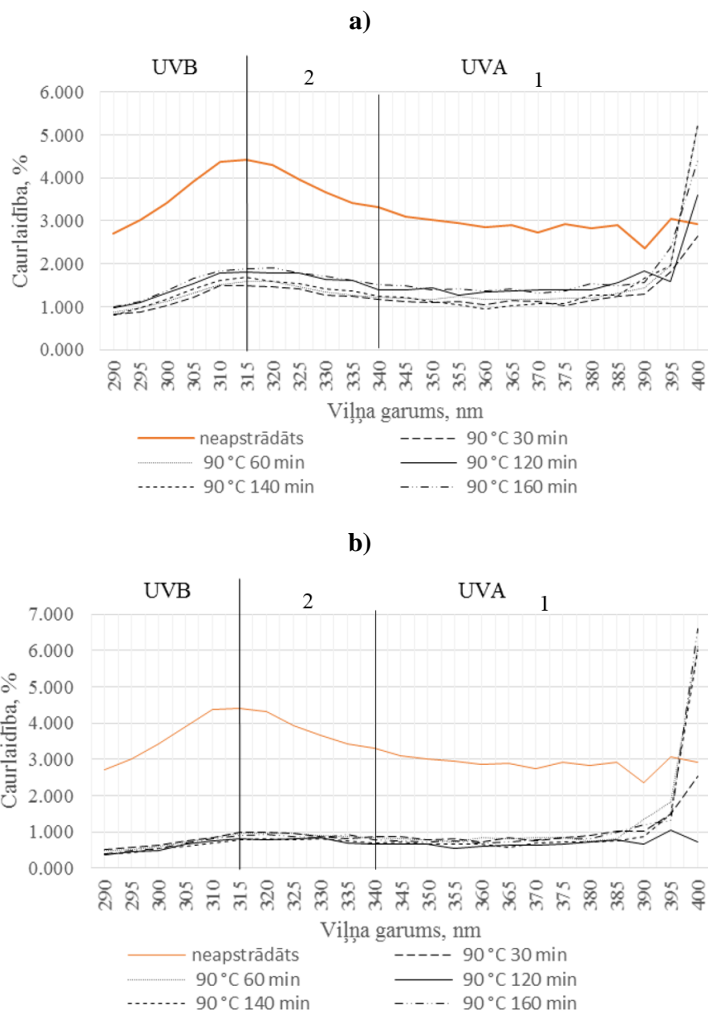 a)
UVB
2
UVA
1
6.000
5.000
4.000
3.000
2.000
1.000
0.000
Caurlaidība, %
290 295 300 305 310 315 320 325 330 335 340 345 350 355 360 365 370 375 380 385 390 395 400
Viļņa garums, nm
neapstrādāts
90 °C 30 min
90 °C 60 min
90 °C 120 min
90 °C 140 min
90 °C 160 min
b)
UVB
2
UVA
1
7.000
6.000
5.000
4.000
3.000
2.000
1.000
0.000
Caurlaidība, %
290 295 300 305 310 315 320 325 330 335 340 345 350 355 360 365 370 375 380 385 390 395 400
Viļņa garums, nm
neapstrādāts
90 °C 30 min
90 °C 60 min
90 °C 120 min
90 °C 140 min
90 °C 160 min